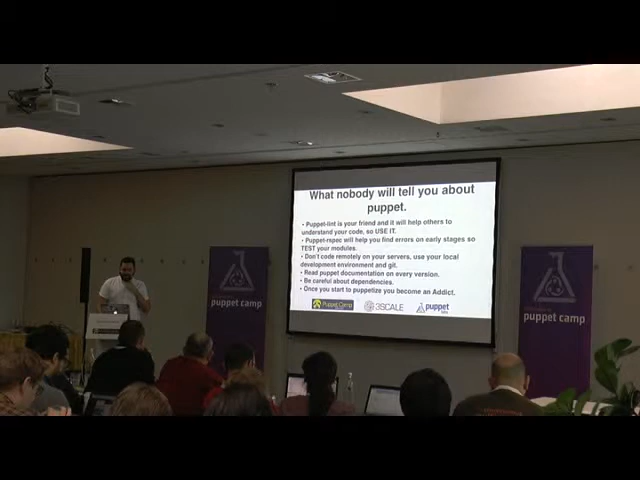 What nobody will tell you about
puppet.
• Puppet-lint is your friend and it will help others to
understand your code, so USE IT.
• Puppet-rspec will help you find errors on early stages so
TEST your modules.
• Don't code remotely on your servers, use your local
development environment and git.
• Read puppet documentation on every version.
• Be careful about dependencies.
• Once you start to puppetize you become an Addict.
Puppet Camp
3SCALE
puppet
labs
puppet camp
puppet camp